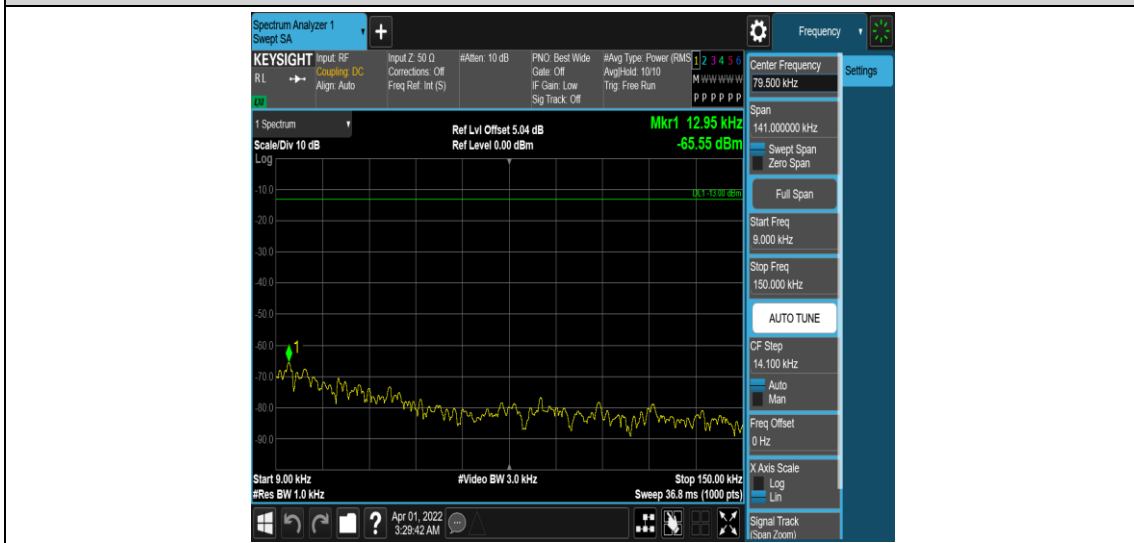 Spectrum Analyzer 1
Swept SA
+
Frequency
KEYSIGHT
RL
LXI
Input: RF
Coupling: DC
Align: Auto
Input Z: 50 Ω
Corrections: Off
Freq Ref: Int (S)
#Atten: 10 dB
PNO: Best Wide
Gate: Off
IF Gain: Low
Sig Track: Off
#Avg Type: Power (RMS
Avg|Hold: 10/10
Trig: Free Run
1 2 3 4 5 6
M W W W W W
P P P P P P
1 Spectrum
Scale/Div 10 dB
Ref Lvl Offset 5.04 dB
Ref Level 0.00 dBm
Mkr1 12.95 kHz
-65.55 dBm
Log
DL1 -13.00 dBm
-10.0
-20.0
-30.0
-40.0
-50.0
-60.0
1
-70.0
-80.0
-90.0
Start 9.00 kHz
#Video BW 3.0 kHz
Stop 150.00 kHz
#Res BW 1.0 kHz
Sweep 36.8 ms (1000 pts)
?
Apr 01, 2022
3:29:42 AM
Center Frequency
79.500 kHz
Settings
Span
141.000000 kHz
Swept Span
Zero Span
Full Span
Start Freq
9.000 kHz
Stop Freq
150.000 kHz
AUTO TUNE
CF Step
14.100 kHz
Auto
Man
Freq Offset
0 Hz
X Axis Scale
Log
Lin
Signal Track
(Span Zoom)